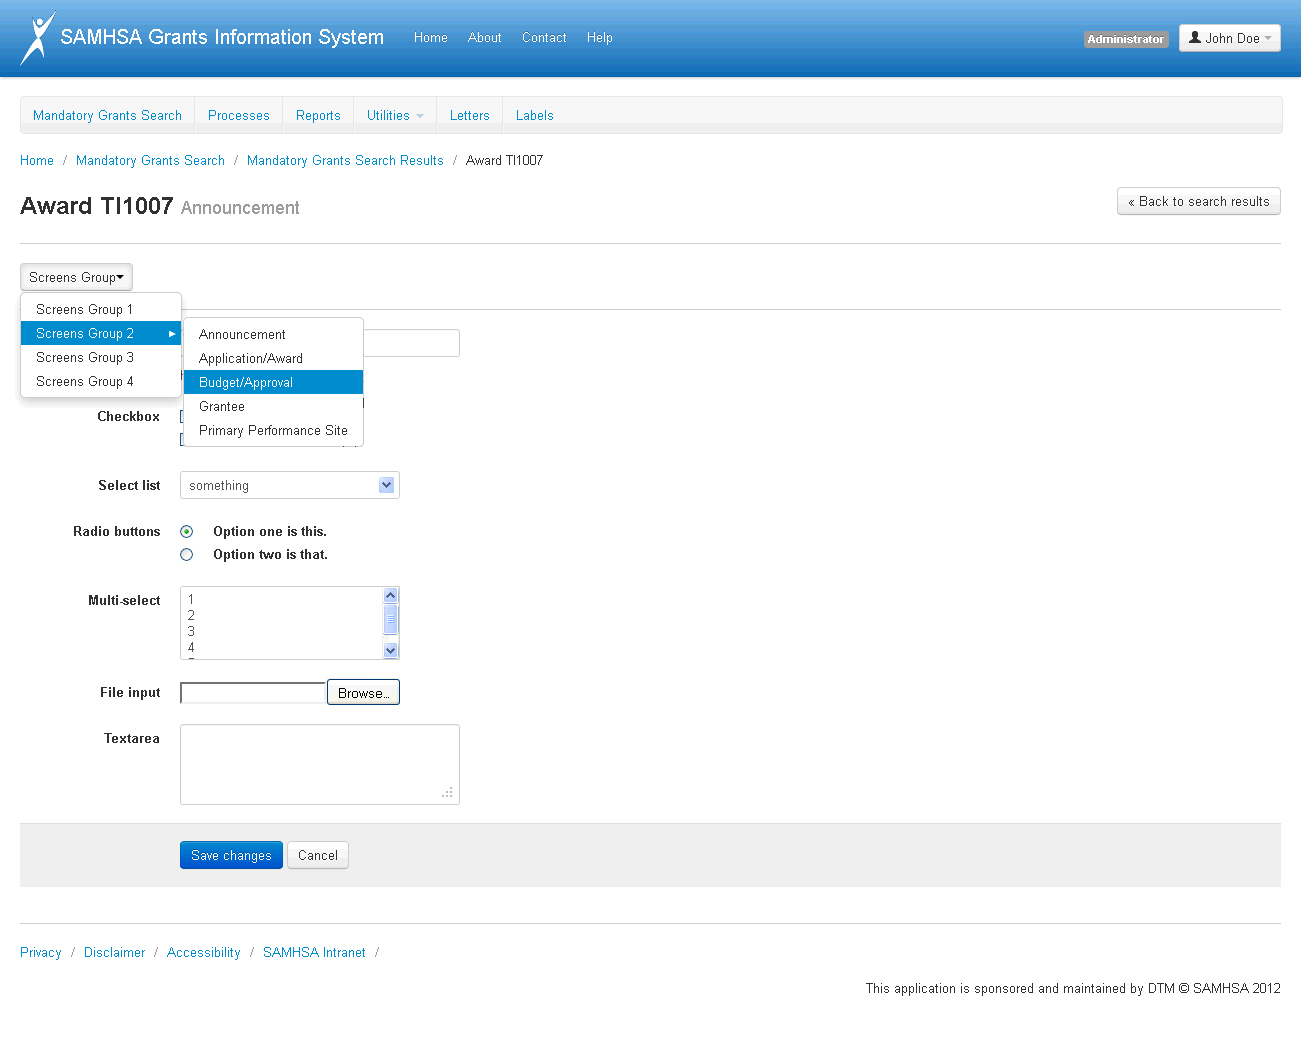 SAMHSA Grants Information System Home About Contact Help Administrator John Doe
Mandatory Grants Search Processes Reports Utilities Letters Labels
Home / Mandatory Grants Search / Mandatory Grants Search Results / Award TI1007
Award TI1007 Announcement
« Back to search results
Screens Group
Screens Group 1
Screens Group 2
Screens Group 3
Screens Group 4
Announcement
Application/Award
Budget/Approval
Grantee
Primary Performance Site
Checkbox
Select list something
Radio buttons Option one is this.
Option two is that.
Multi-select 1
2
3
4
File input Browse...
Textarea
Save changes Cancel
Privacy / Disclaimer / Accessibility / SAMHSA Intranet /
This application is sponsored and maintained by DTM © SAMHSA 2012